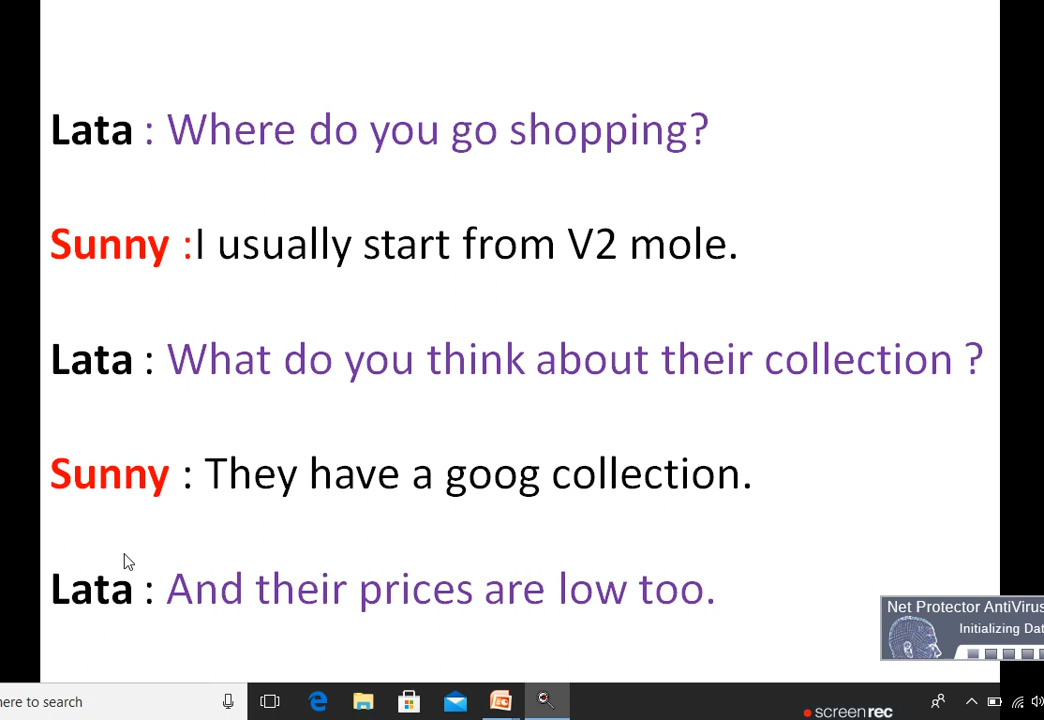 Lata : Where do you go shopping?
Sunny :I usually start from V2 mole.
Lata : What do you think about their collection ?
Sunny : They have a goog collection.
Lata : And their prices are low too.
Net Protector AntiVirus
Initializing Dat
here to search
screenrec